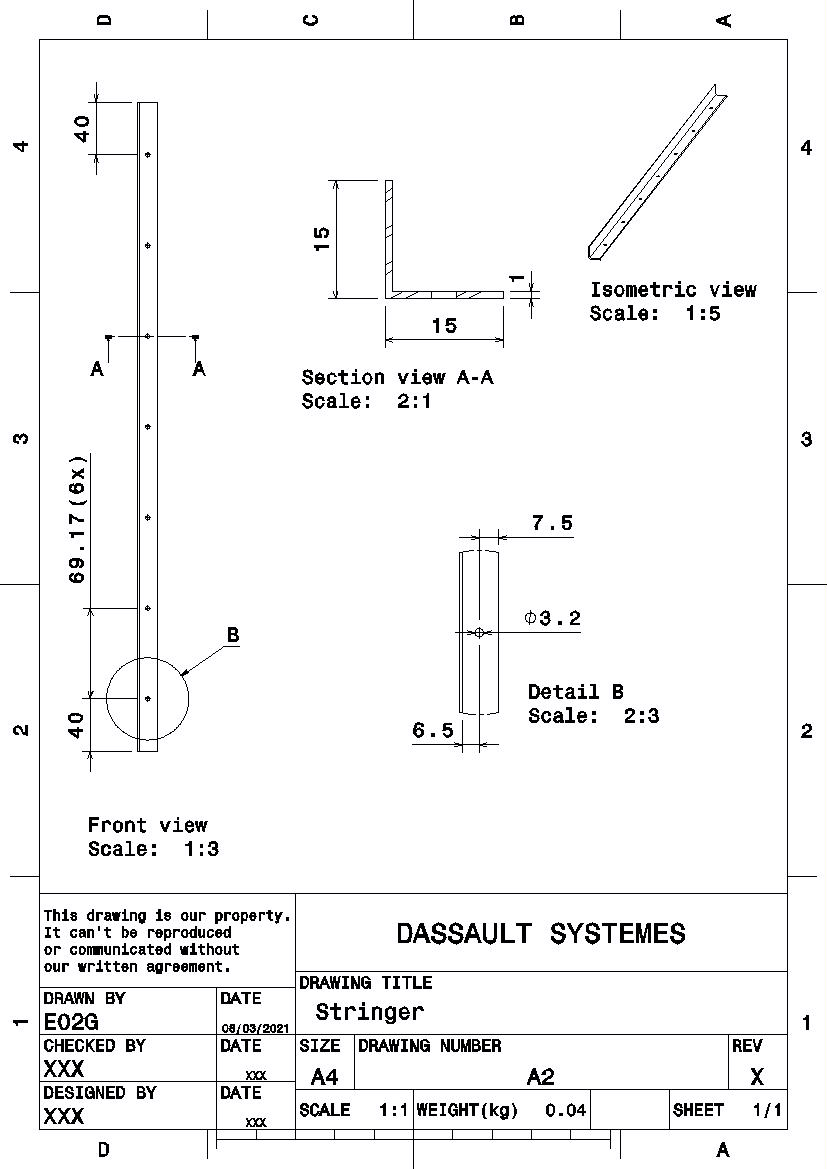 D C B A
4 4
40
15
1
15
Isometric view
Scale: 1:5
A A
Section view A-A
Scale: 2:1
3 3
69.17(6x)
7.5
Ø3.2
B
Detail B
Scale: 2:3
6.5
2 2
40
Front view
Scale: 1:3
This drawing is our property.
It can't be reproduced
or communicated without
our written agreement.
DASSAULT SYSTEMES
DRAWING TITLE
Stringer
DRAWN BY DATE
E02G 08/03/2021
1 1
CHECKED BY DATE
XXX XXX
SIZE DRAWING NUMBER REV
A4 A2 X
DESIGNED BY DATE
XXX XXX
SCALE 1:1 WEIGHT(kg) 0.04 SHEET 1/1
D A